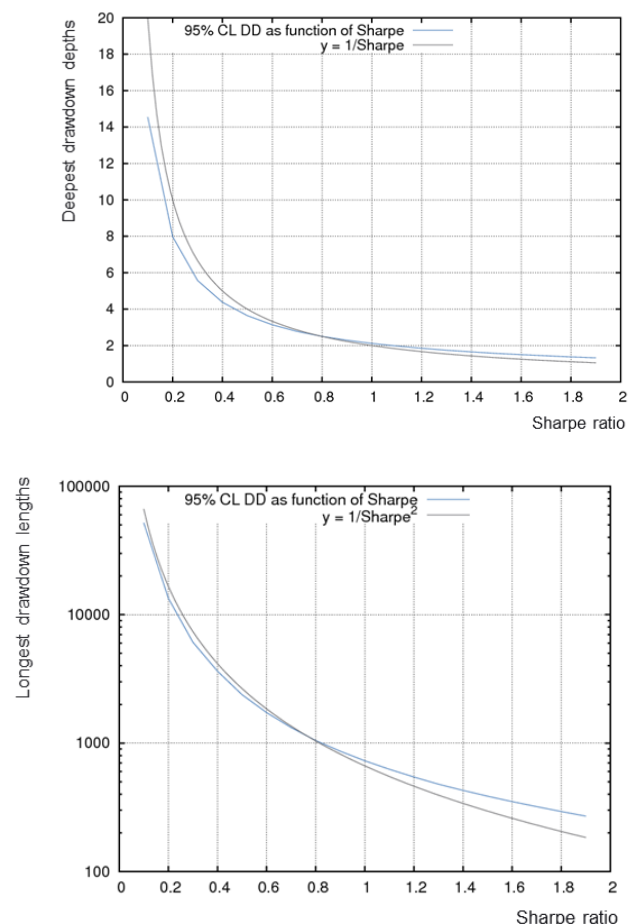 Deepest drawdown depths
95% CL DD as function of Sharpe
y = 1/Sharpe
20
18
16
14
12
10
8
6
4
2
0
0 0.2 0.4 0.6 0.8 1 1.2 1.4 1.6 1.8 2
Sharpe ratio
Longest drawdown lengths
95% CL DD as function of Sharpe
y = 1/Sharpe²
100000
10000
1000
100
0 0.2 0.4 0.6 0.8 1 1.2 1.4 1.6 1.8 2
Sharpe ratio